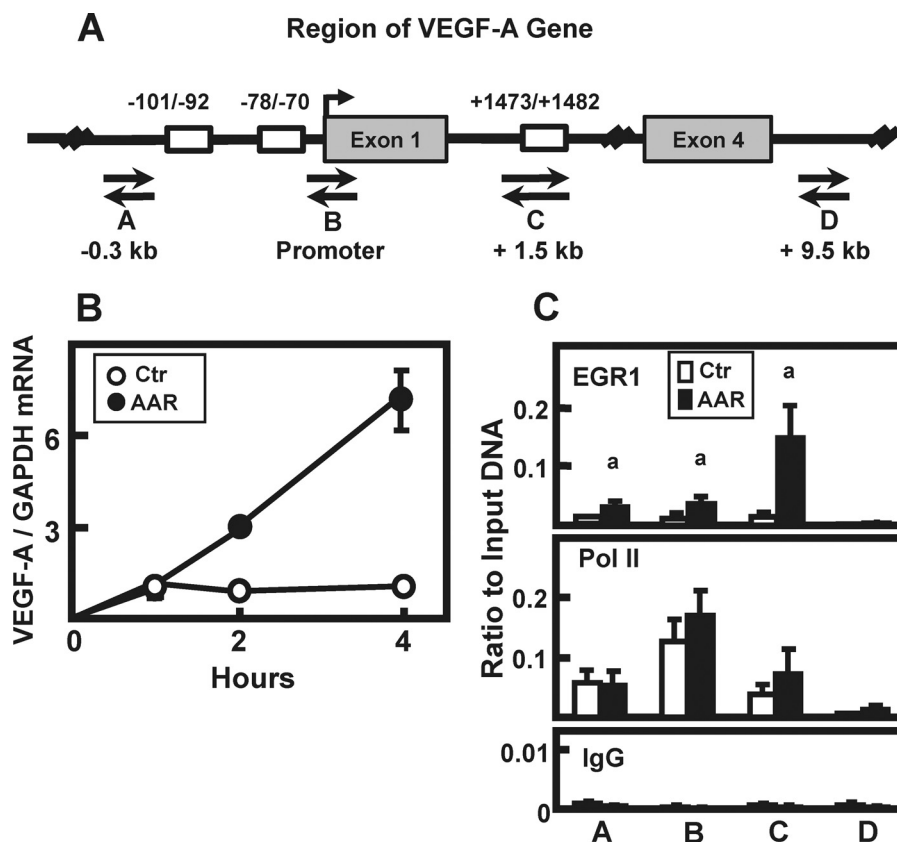 A
Region of VEGF-A Gene
-101/-92 -78/-70 +1473/+1482
Exon 1 Exon 4
A B C D
-0.3 kb Promoter + 1.5 kb + 9.5 kb
B
VEGF-A / GAPDH mRNA
Ctr
AAR
6
3
0 2 4
Hours
C
Ratio to Input DNA
EGR1
Ctr
AAR
a a a
0.2
0.1
Pol II
0.2
0.1
IgG
0.01
0
A B C D